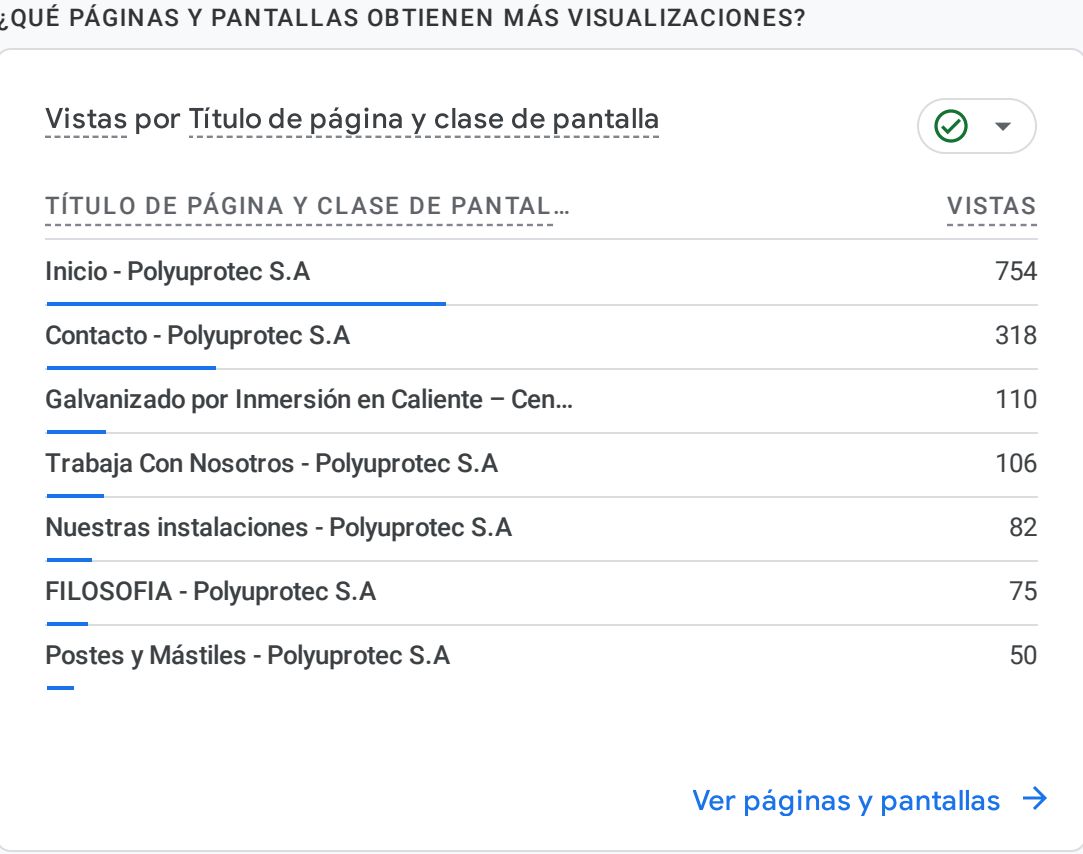 ¿QUÉ PÁGINAS Y PANTALLAS OBTIENEN MÁS VISUALIZACIONES?
Vistas por Título de página y clase de pantalla
TÍTULO DE PÁGINA Y CLASE DE PANTAL… VISTAS
Inicio - Polyuprotec S.A 754
Contacto - Polyuprotec S.A 318
Galvanizado por Inmersión en Caliente – Cen… 110
Trabaja Con Nosotros - Polyuprotec S.A 106
Nuestras instalaciones - Polyuprotec S.A 82
FILOSOFIA - Polyuprotec S.A 75
Postes y Mástiles - Polyuprotec S.A 50
Ver páginas y pantallas